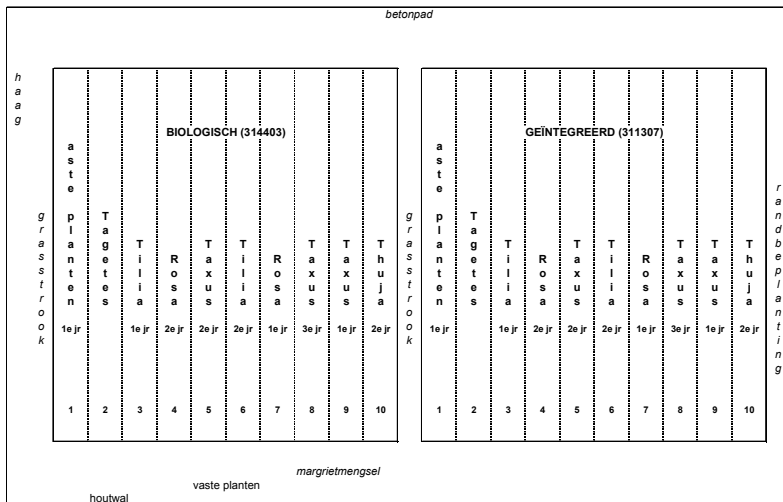 betonpad
haag
BIOLOGISCH (314403)
aste planten
Tagetes
Tilia
Rosa
Taxus
Tilia
Rosa
Taxus
Taxus
Thuja
1e jr
1e jr
2e jr
2e jr
2e jr
1e jr
3e jr
1e jr
2e jr
1 2 3 4 5 6 7 8 9 10
grasstrook
grasstrook
GEÏNTEGREERD (311307)
aste planten
Tagetes
Tilia
Rosa
Taxus
Tilia
Rosa
Taxus
Taxus
Thuja
1e jr
1e jr
2e jr
2e jr
2e jr
1e jr
3e jr
1e jr
2e jr
1 2 3 4 5 6 7 8 9 10
randbeplanting
margrietmengsel
vaste planten
houtwal